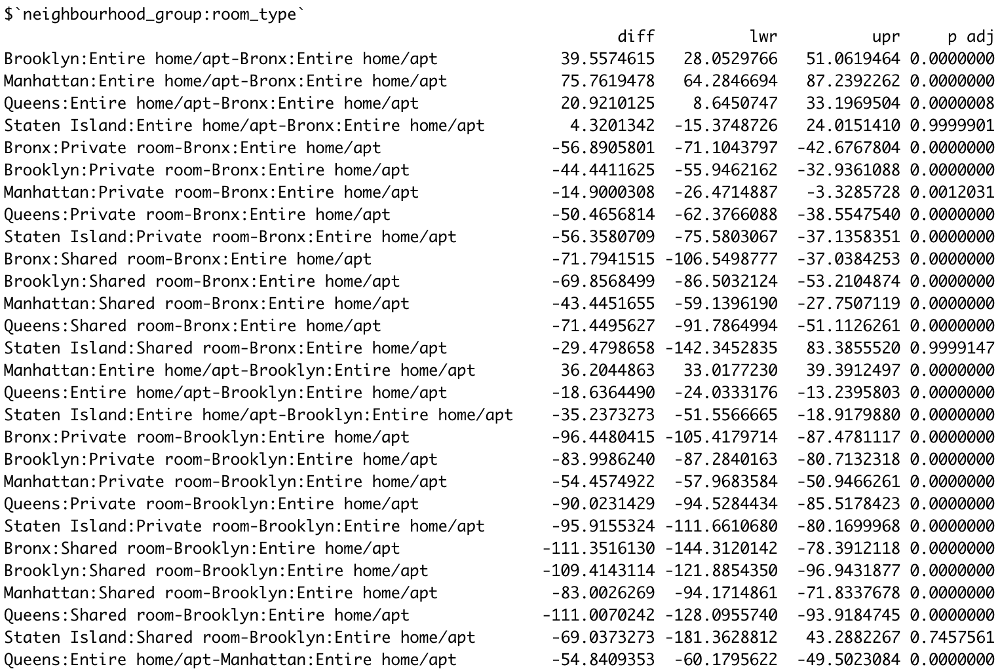 $`neighbourhood_group:room_type`
diff lwr upr p adj
Brooklyn:Entire home/apt-Bronx:Entire home/apt 39.5574615 28.0529766 51.0619464 0.0000000
Manhattan:Entire home/apt-Bronx:Entire home/apt 75.7619478 64.2846694 87.2392262 0.0000000
Queens:Entire home/apt-Bronx:Entire home/apt 20.9210125 8.6450747 33.1969504 0.0000008
Staten Island:Entire home/apt-Bronx:Entire home/apt 4.3201342 -15.3748726 24.0151410 0.9999901
Bronx:Private room-Bronx:Entire home/apt -56.8905801 -71.1043797 -42.6767804 0.0000000
Brooklyn:Private room-Bronx:Entire home/apt -44.4411625 -55.9462162 -32.9361088 0.0000000
Manhattan:Private room-Bronx:Entire home/apt -14.9000308 -26.4714887 -3.3285728 0.0012031
Queens:Private room-Bronx:Entire home/apt -50.4656814 -62.3766088 -38.5547540 0.0000000
Staten Island:Private room-Bronx:Entire home/apt -56.3580709 -75.5803067 -37.1358351 0.0000000
Bronx:Shared room-Bronx:Entire home/apt -71.7941515 -106.5498777 -37.0384253 0.0000000
Brooklyn:Shared room-Bronx:Entire home/apt -69.8568499 -86.5032124 -53.2104874 0.0000000
Manhattan:Shared room-Bronx:Entire home/apt -43.4451655 -59.1396190 -27.7507119 0.0000000
Queens:Shared room-Bronx:Entire home/apt -71.4495627 -91.7864994 -51.1126261 0.0000000
Staten Island:Shared room-Bronx:Entire home/apt -29.4798658 -142.3452835 83.3855520 0.9999147
Manhattan:Entire home/apt-Brooklyn:Entire home/apt 36.2044863 33.0177230 39.3912497 0.0000000
Queens:Entire home/apt-Brooklyn:Entire home/apt -18.6364490 -24.0333176 -13.2395803 0.0000000
Staten Island:Entire home/apt-Brooklyn:Entire home/apt -35.2373273 -51.5566665 -18.9179880 0.0000000
Bronx:Private room-Brooklyn:Entire home/apt -96.4480415 -105.4179714 -87.4781117 0.0000000
Brooklyn:Private room-Brooklyn:Entire home/apt -83.9986240 -87.2840163 -80.7132318 0.0000000
Manhattan:Private room-Brooklyn:Entire home/apt -54.4574922 -57.9683584 -50.9466261 0.0000000
Queens:Private room-Brooklyn:Entire home/apt -90.0231429 -94.5284434 -85.5178423 0.0000000
Staten Island:Private room-Brooklyn:Entire home/apt -95.9155324 -111.6610680 -80.1699968 0.0000000
Bronx:Shared room-Brooklyn:Entire home/apt -111.3516130 -144.3120142 -78.3912118 0.0000000
Brooklyn:Shared room-Brooklyn:Entire home/apt -109.4143114 -121.8854350 -96.9431877 0.0000000
Manhattan:Shared room-Brooklyn:Entire home/apt -83.0026269 -94.1714861 -71.8337678 0.0000000
Queens:Shared room-Brooklyn:Entire home/apt -111.0070242 -128.0955740 -93.9184745 0.0000000
Staten Island:Shared room-Brooklyn:Entire home/apt -69.0373273 -181.3628812 43.2882267 0.7457561
Queens:Entire home/apt-Manhattan:Entire home/apt -54.8409353 -60.1795622 -49.5023084 0.0000000